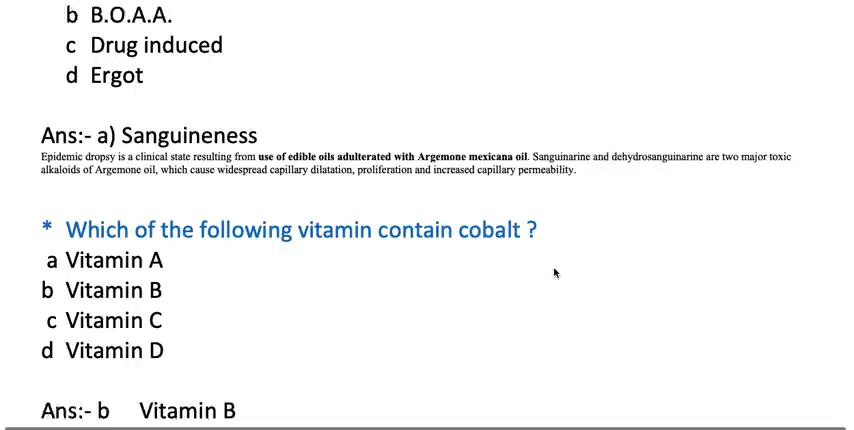 b B.O.A.A.
c Drug induced
d Ergot
Ans:- a) Sanguineness
Epidemic dropsy is a clinical state resulting from use of edible oils adulterated with Argemone mexicana oil. Sanguinarine and dehydrosanguinarine are two major toxic
alkaloids of Argemone oil, which cause widespread capillary dilatation, proliferation and increased capillary permeability.
* Which of the following vitamin contain cobalt ?
a Vitamin A
b Vitamin B
c Vitamin C
d Vitamin D
Ans:- b Vitamin B